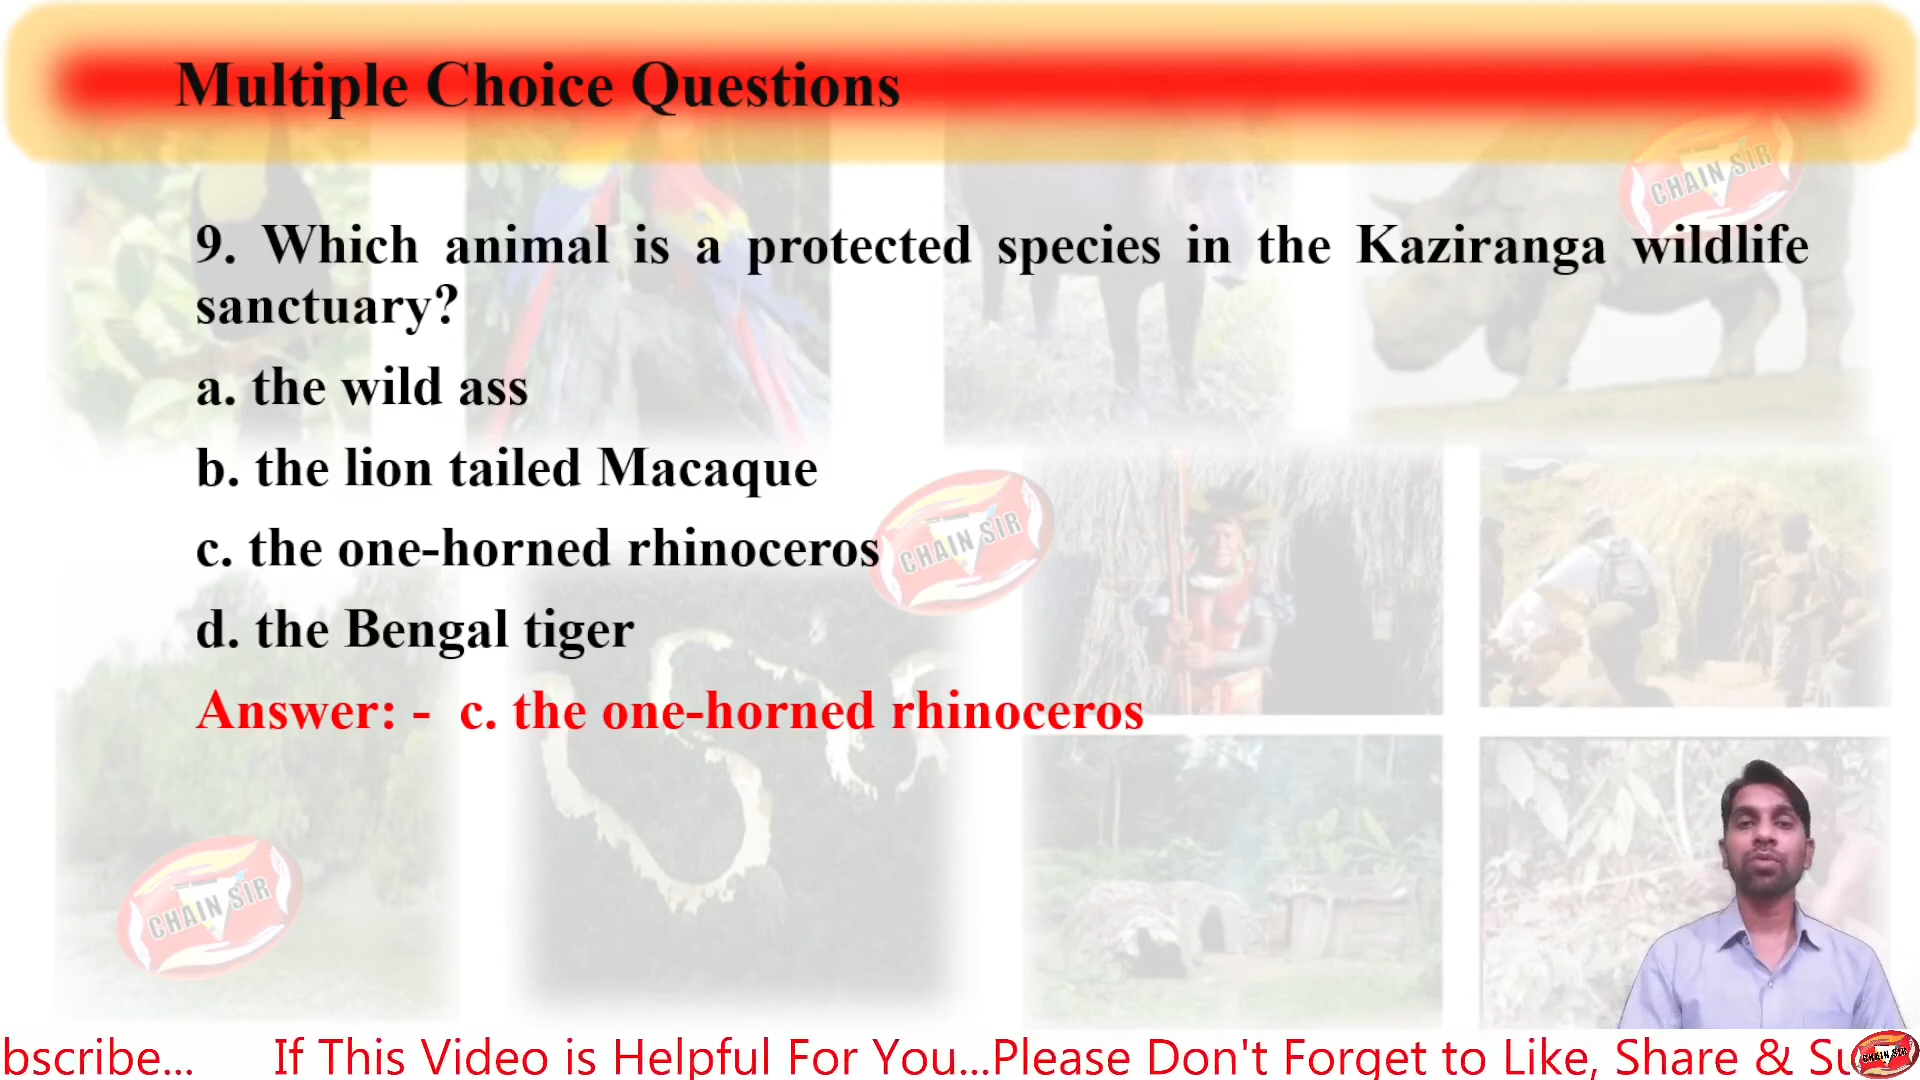 Multiple Choice Questions
CHAIN SIR
9. Which animal is a protected species in the Kaziranga wildlife
sanctuary?
a. the wild ass
b. the lion tailed Macaque
c. the one-horned rhinoceros
CHAIN SIR
d. the Bengal tiger
Answer: -  c. the one-horned rhinoceros
CHAIN SIR
bscribe... If This Video is Helpful For You...Please Don't Forget to Like, Share & Su
CHAIN SIR